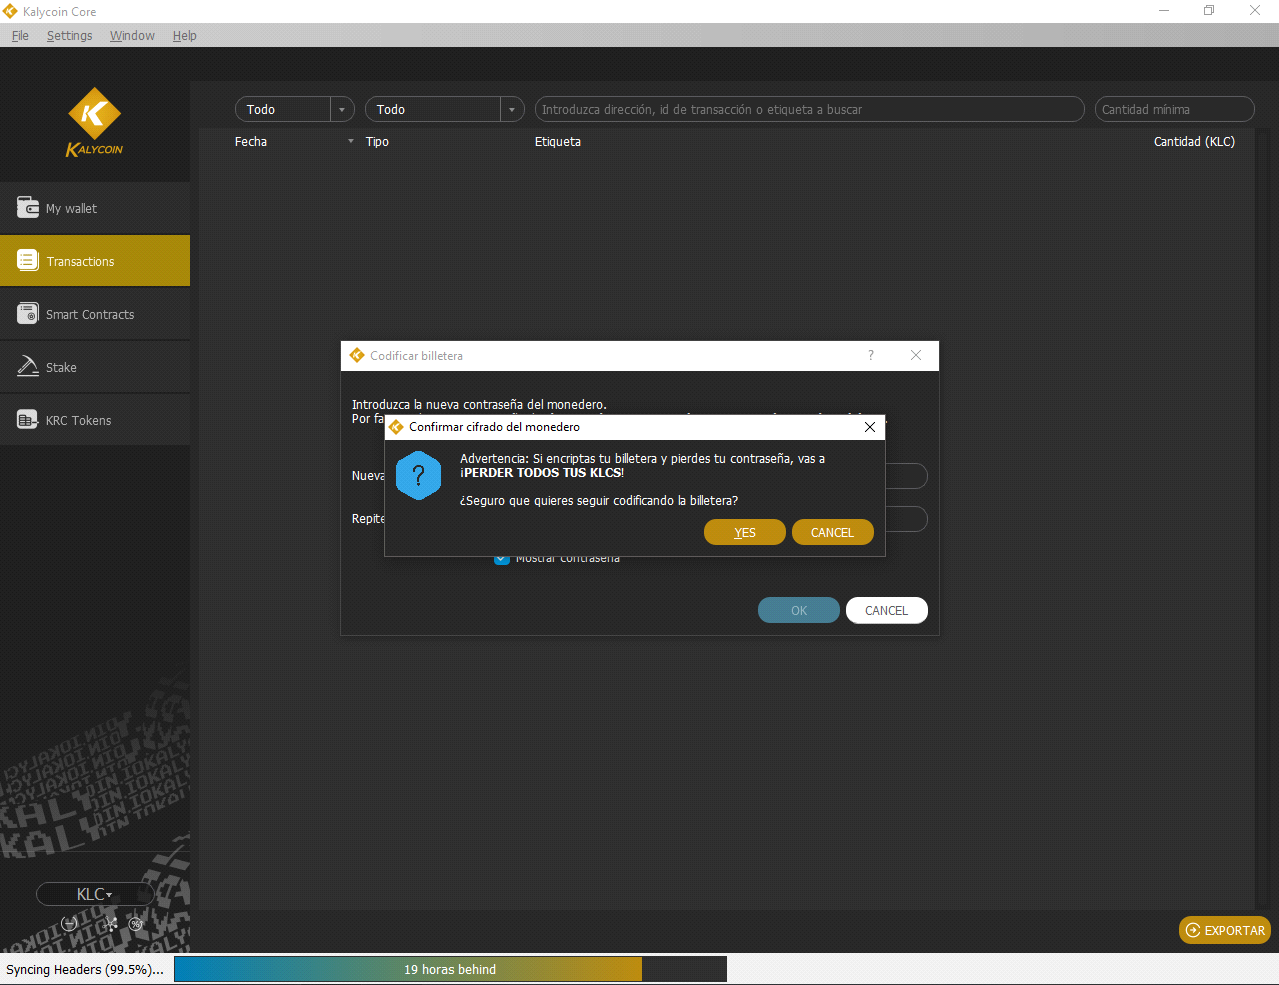 Kalycoin Core
File Settings Window Help
KALYCOIN
Todo Todo Introduzca dirección, id de transacción o etiqueta a buscar Cantidad mínima
Fecha Tipo Etiqueta Cantidad (KLC)
My wallet
Transactions
Smart Contracts
Stake
KRC Tokens
Codificar billetera ?
Introduzca la nueva contraseña del monedero.
Por fa
Confirmar cifrado del monedero
?
Advertencia: Si encriptas tu billetera y pierdes tu contraseña, vas a
¡PERDER TODOS TUS KLCS!
¿Seguro que quieres seguir codificando la billetera?
YES CANCEL
Nueva
Repite
Mostrar contraseña
OK CANCEL
KLC
EXPORTAR
Syncing Headers (99.5%)... 19 horas behind